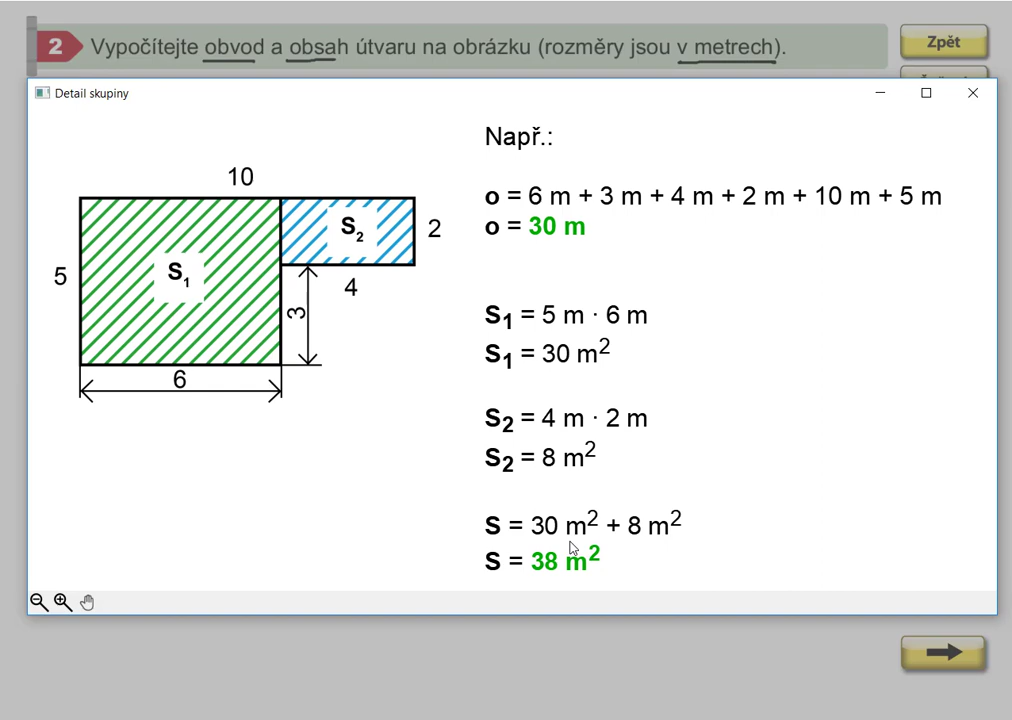 2 Vypočítejte obvod a obsah útvaru na obrázku (rozměry jsou v metrech).
Zpět
Detail skupiny
Např.:
10
o = 6 m + 3 m + 4 m + 2 m + 10 m + 5 m
o = 30 m
S2
2
5
S1
4
3
6
S1 = 5 m · 6 m
S1 = 30 m²
S2 = 4 m · 2 m
S2 = 8 m²
S = 30 m² + 8 m²
S = 38 m²